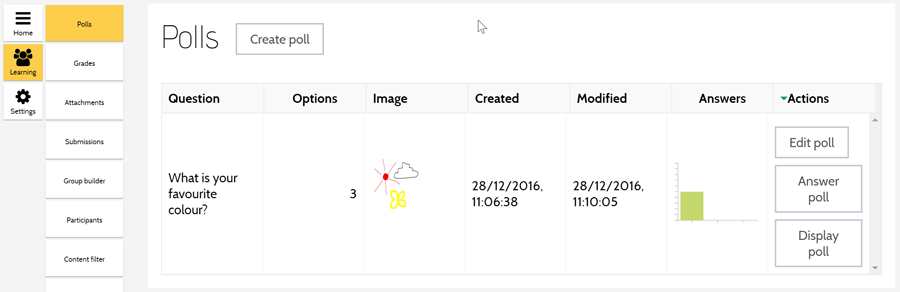 Home
Learning
Settings
Polls
Grades
Attachments
Submissions
Group builder
Participants
Content filter
Polls
Create poll
Question Options Image Created Modified Answers Actions
What is your
favourite
colour?
3
28/12/2016,
11:06:38
28/12/2016,
11:10:05
Edit poll
Answer
poll
Display
poll